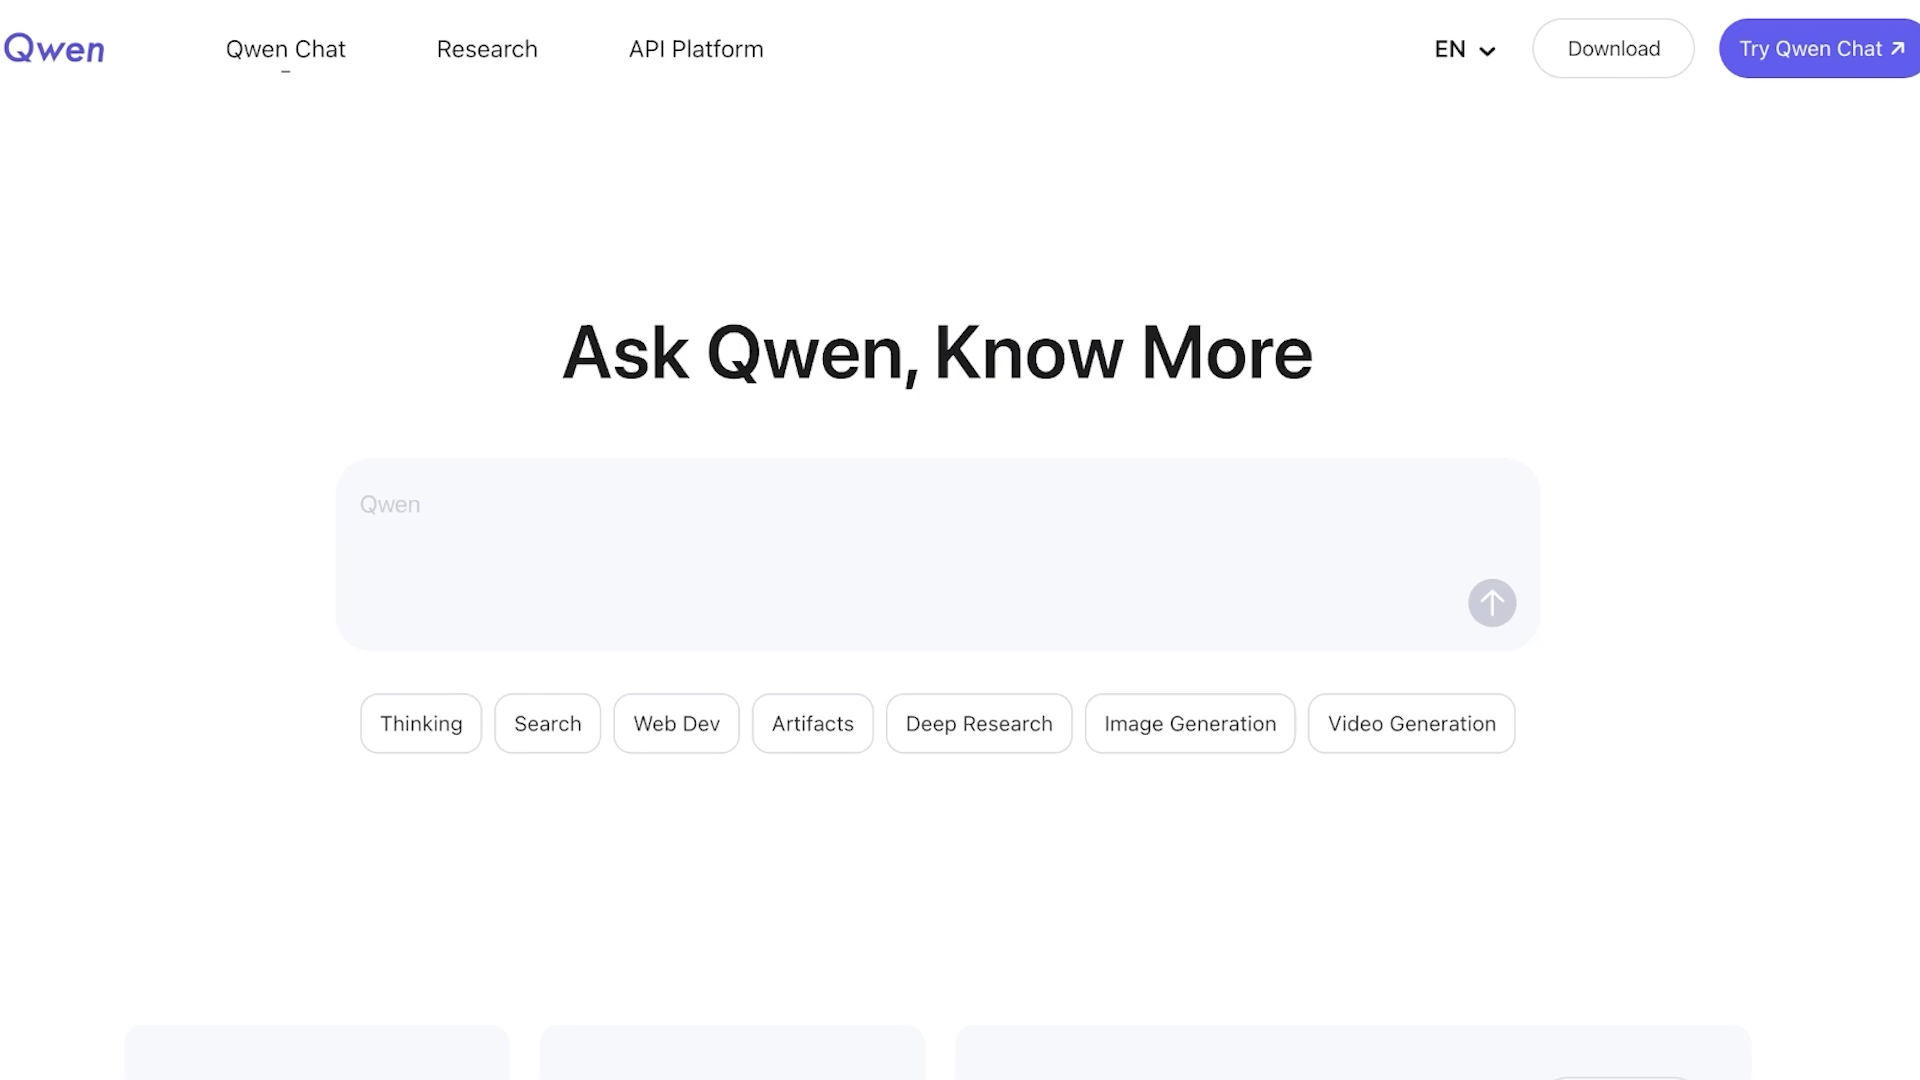 Qwen
Qwen Chat
Research
API Platform
EN
Download
Try Qwen Chat
Ask Qwen, Know More
Qwen
Thinking
Search
Web Dev
Artifacts
Deep Research
Image Generation
Video Generation